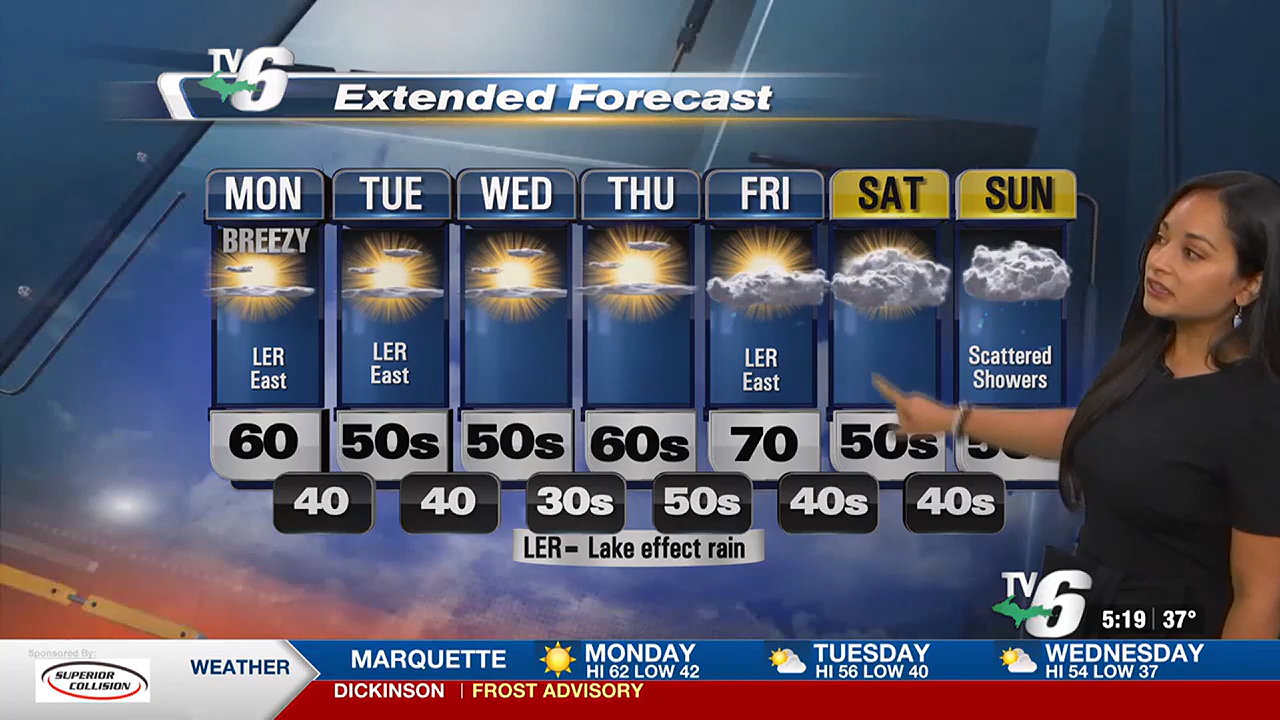 TV6
Extended Forecast
MON TUE WED THU FRI SAT SUN
BREEZY
LER East
LER East
LER East
Scattered Showers
60 50s 50s 60s 70 50s
40 40 30s 50s 40s 40s
LER= Lake effect rain
TV6
5:19 37°
Sponsored By:
SUPERIOR
COLLISION
WEATHER
MARQUETTE
MONDAY
HI 62 LOW 42
TUESDAY
HI 56 LOW 40
WEDNESDAY
HI 54 LOW 37
DICKINSON | FROST ADVISORY